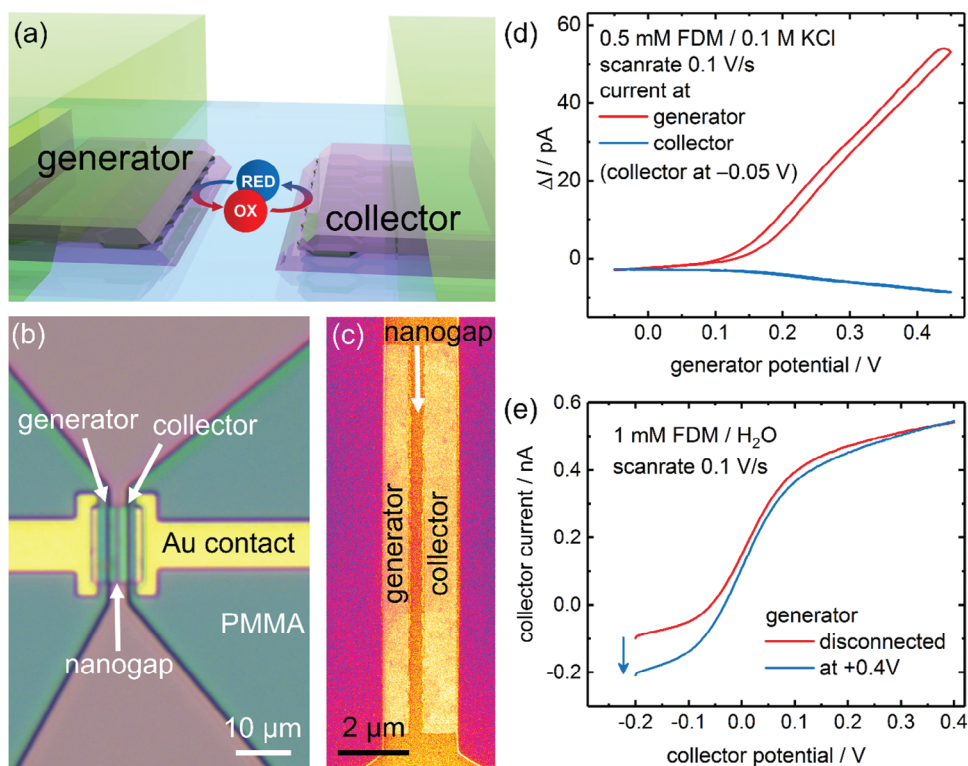 (a)
generator
RED
OX
collector
(b)
generator
collector
Au contact
PMMA
nanogap
10 µm
(c)
nanogap
generator
collector
2 µm
(d)
0.5 mM FDM / 0.1 M KCl
scanrate 0.1 V/s
current at
generator
collector
(collector at –0.05 V)
ΔI / pA
60
40
20
0
0.0 0.1 0.2 0.3 0.4
generator potential / V
(e)
1 mM FDM / H₂O
scanrate 0.1 V/s
collector current / nA
0.6
0.4
0.2
0.0
-0.2
generator
disconnected
at +0.4V
-0.2 -0.1 0.0 0.1 0.2 0.3 0.4
collector potential / V